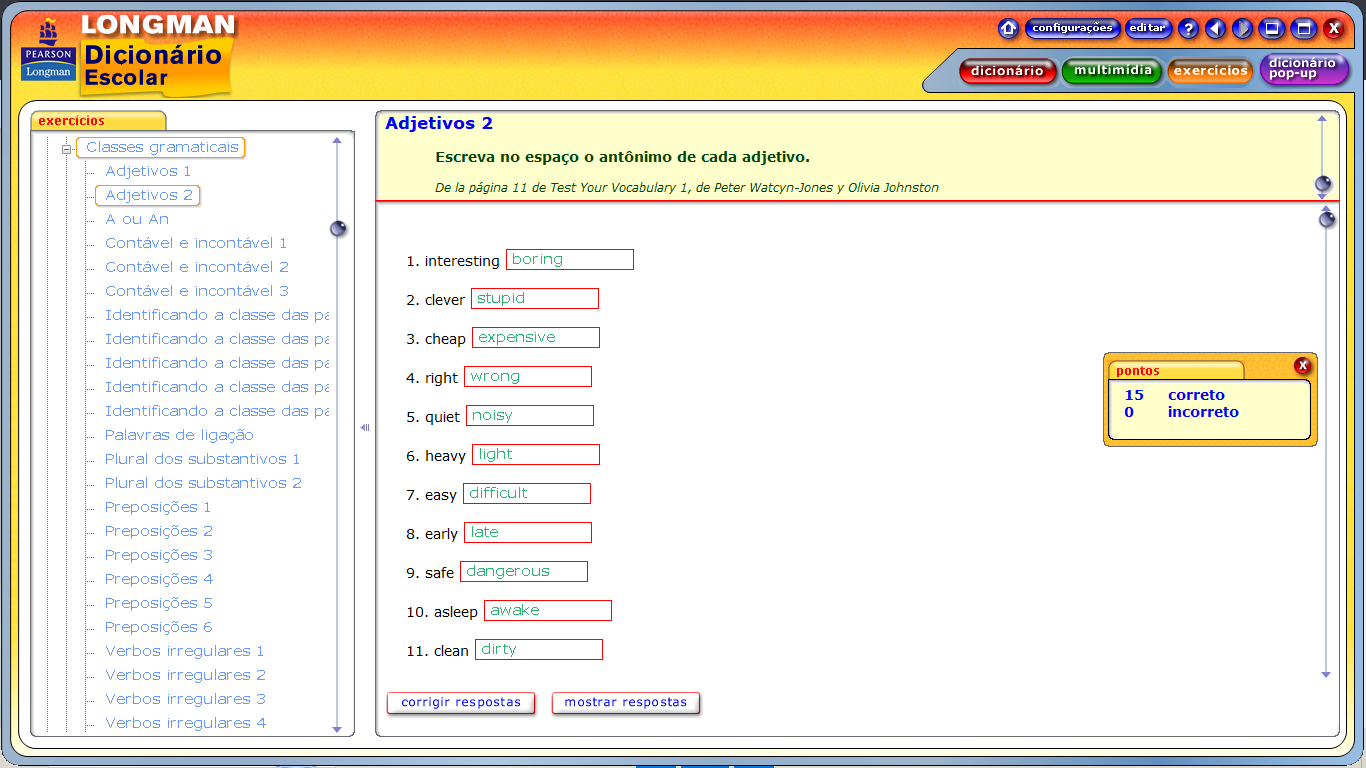 LONGMAN
Dicionário
Escolar
PEARSON
Longman
configurações
editar
?
X
dicionário
multimídia
exercícios
dicionário
pop-up
exercícios
Classes gramaticais
Adjetivos 1
Adjetivos 2
A ou An
Contável e incontável 1
Contável e incontável 2
Contável e incontável 3
Identificando a classe das pa
Identificando a classe das pa
Identificando a classe das pa
Identificando a classe das pa
Identificando a classe das pa
Palavras de ligação
Plural dos substantivos 1
Plural dos substantivos 2
Preposições 1
Preposições 2
Preposições 3
Preposições 4
Preposições 5
Preposições 6
Verbos irregulares 1
Verbos irregulares 2
Verbos irregulares 3
Verbos irregulares 4
Adjetivos 2
Escreva no espaço o antônimo de cada adjetivo.
De la página 11 de Test Your Vocabulary 1, de Peter Watcyn-Jones y Olivia Johnston
1. interesting boring
2. clever stupid
3. cheap expensive
4. right wrong
5. quiet noisy
6. heavy light
7. easy difficult
8. early late
9. safe dangerous
10. asleep awake
11. clean dirty
corrigir respostas
mostrar respostas
pontos
X
15 correto
0 incorreto